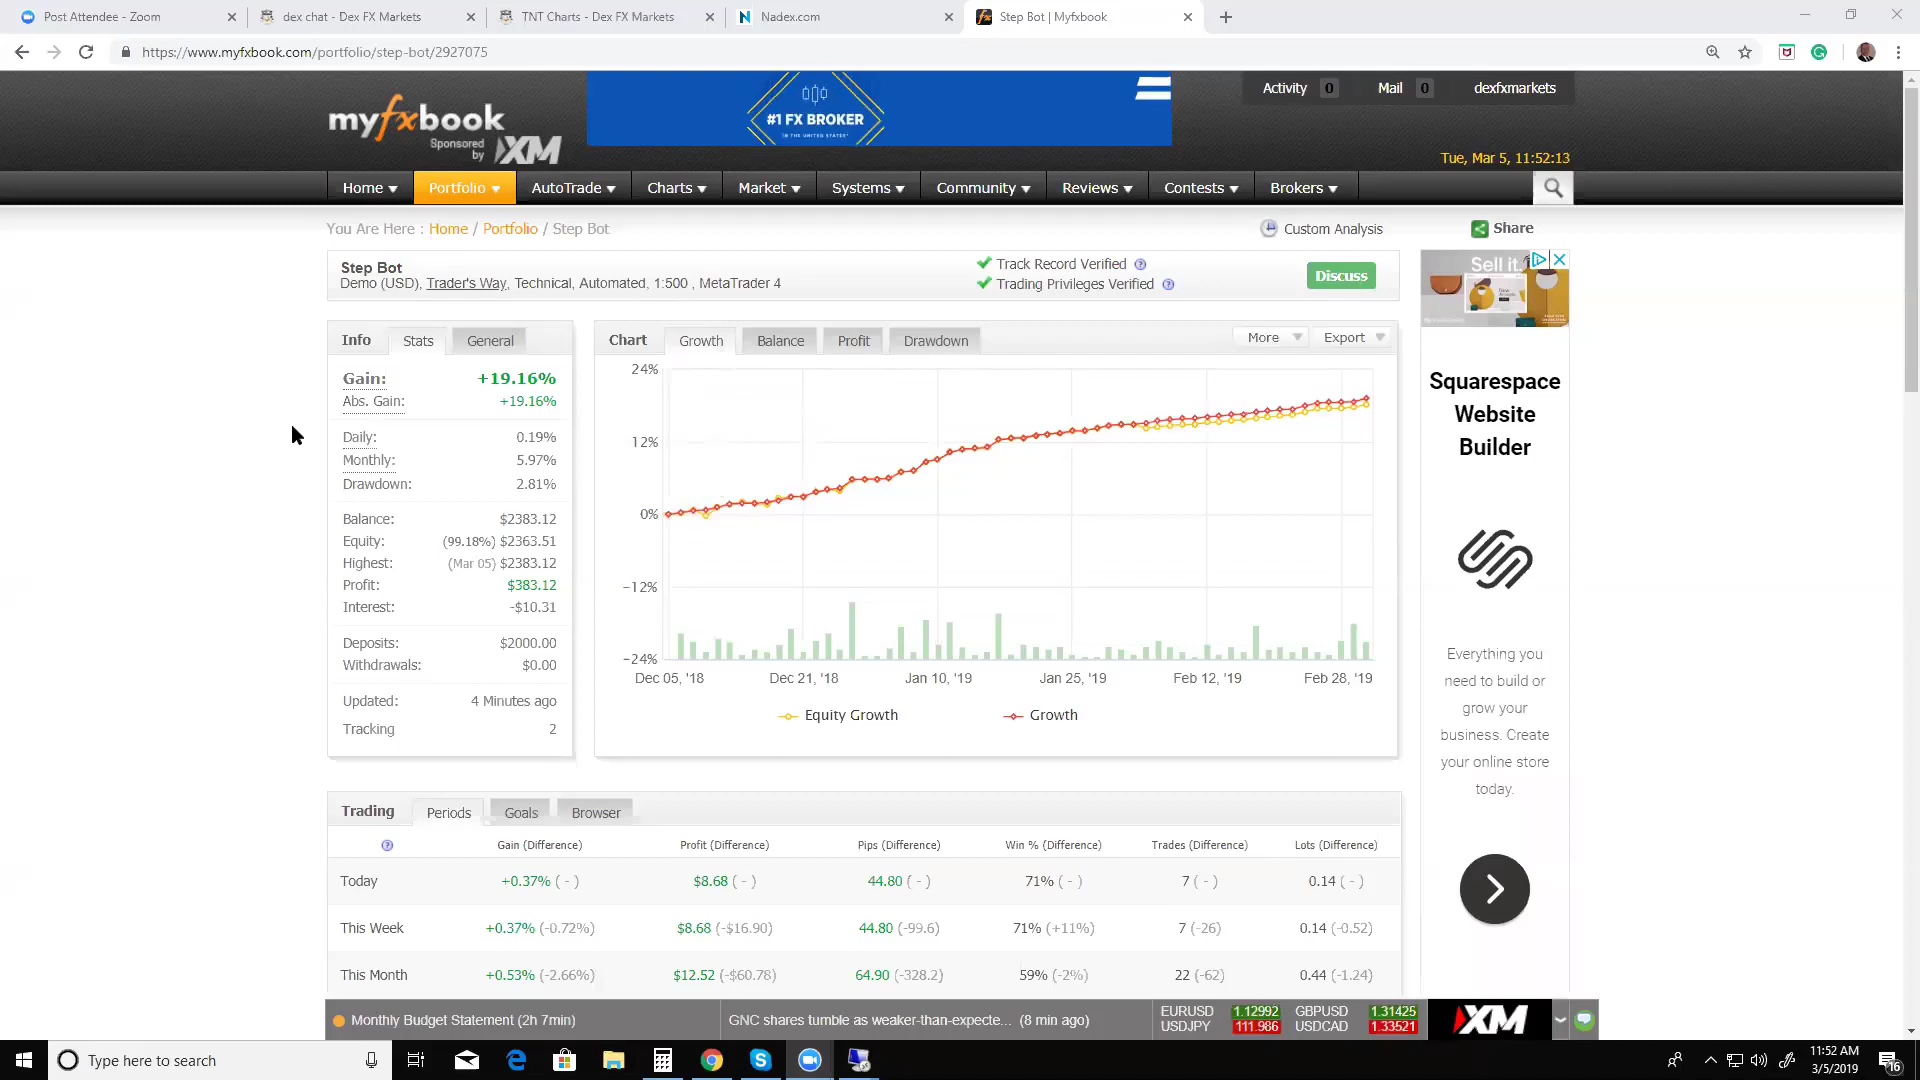 Post Attendee - Zoom
dex chat - Dex FX Markets
TNT Charts - Dex FX Markets
Nadex.com
Step Bot | Myfxbook
https://www.myfxbook.com/portfolio/step-bot/2927075
myfxbook
Sponsored by XM
#1 FX BROKER
IN THE UNITED STATES*
Activity 0 Mail 0 dexfxmarkets
Tue, Mar 5, 11:52:13
Home Portfolio AutoTrade Charts Market Systems Community Reviews Contests Brokers
You Are Here : Home / Portfolio / Step Bot
Custom Analysis
Share
Step Bot
Demo (USD), Trader's Way, Technical, Automated, 1:500 , MetaTrader 4
Track Record Verified
Trading Privileges Verified
Discuss
Info Stats General
Gain: +19.16%
Abs. Gain: +19.16%
Daily: 0.19%
Monthly: 5.97%
Drawdown: 2.81%
Balance: $2383.12
Equity: (99.18%) $2363.51
Highest: (Mar 05) $2383.12
Profit: $383.12
Interest: -$10.31
Deposits: $2000.00
Withdrawals: $0.00
Updated: 4 Minutes ago
Tracking 2
Chart Growth Balance Profit Drawdown
More Export
24%
12%
0%
-12%
-24%
Dec 05, '18 Dec 21, '18 Jan 10, '19 Jan 25, '19 Feb 12, '19 Feb 28, '19
Equity Growth Growth
Sell it.
Squarespace
Website
Builder
Everything you
need to build or
grow your
business. Create
your online store
today.
Trading Periods Goals Browser
Gain (Difference) Profit (Difference) Pips (Difference) Win % (Difference) Trades (Difference) Lots (Difference)
Today +0.37% ( - ) $8.68 ( - ) 44.80 ( - ) 71% ( - ) 7 ( - ) 0.14 ( - )
This Week +0.37% (-0.72%) $8.68 (-$16.90) 44.80 (-99.6) 71% (+11%) 7 (-26) 0.14 (-0.52)
This Month +0.53% (-2.66%) $12.52 (-$60.78) 64.90 (-328.2) 59% (-2%) 22 (-62) 0.44 (-1.24)
Monthly Budget Statement (2h 7min)
GNC shares tumble as weaker-than-expecte... (8 min ago)
EURUSD 1.12992 GBPUSD 1.31425
USDJPY 111.986 USDCAD 1.33521
XM
Type here to search
11:52 AM
3/5/2019
16